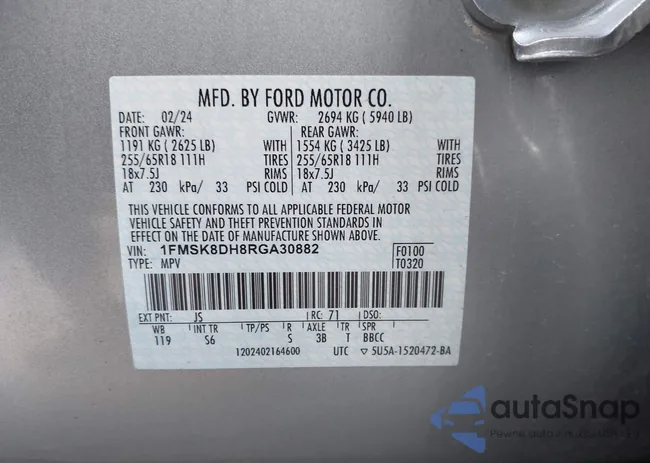 MFD. BY FORD MOTOR CO.
DATE: 02/24 GVWR: 2694 KG ( 5940 LB)
FRONT GAWR: REAR GAWR:
1191 KG ( 2625 LB) WITH 1554 KG ( 3425 LB) WITH
255/65R18 111H TIRES 255/65R18 111H TIRES
18x7.5J RIMS 18x7.5J RIMS
AT 230 kPa/ 33 PSI COLD AT 230 kPa/ 33 PSI COLD
THIS VEHICLE CONFORMS TO ALL APPLICABLE FEDERAL MOTOR
VEHICLE SAFETY AND THEFT PREVENTION STANDARDS IN
EFFECT ON THE DATE OF MANUFACTURE SHOWN ABOVE.
VIN: 1FMSK8DH8RGA30882 F0100
TYPE: MPV T0320
EXT PNT: JS RC: 71 DSO:
WB INT TR TP/PS R AXLE TR SPR
119 S6 S 3B T BBCC
1202402164600 UTC ▽ 5U5A-1520472-BA
autaSnap